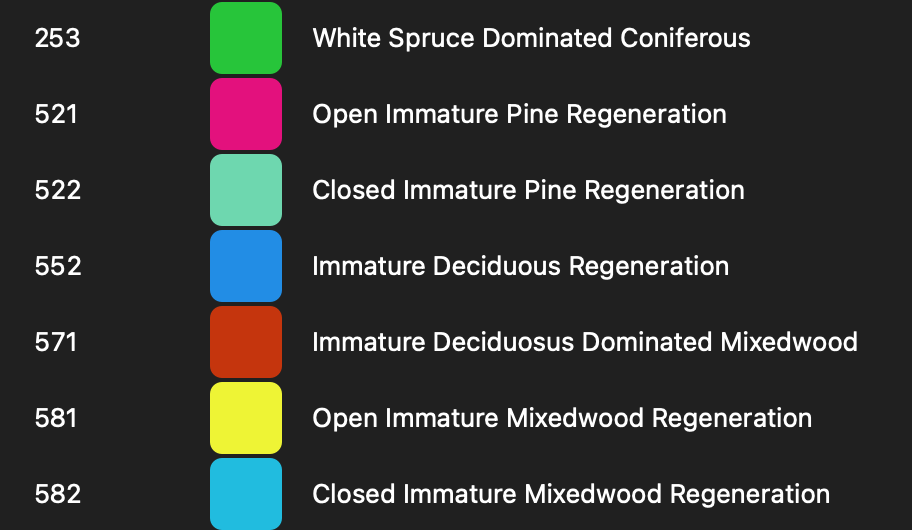 253 White Spruce Dominated Coniferous
521 Open Immature Pine Regeneration
522 Closed Immature Pine Regeneration
552 Immature Deciduous Regeneration
571 Immature Deciduosus Dominated Mixedwood
581 Open Immature Mixedwood Regeneration
582 Closed Immature Mixedwood Regeneration